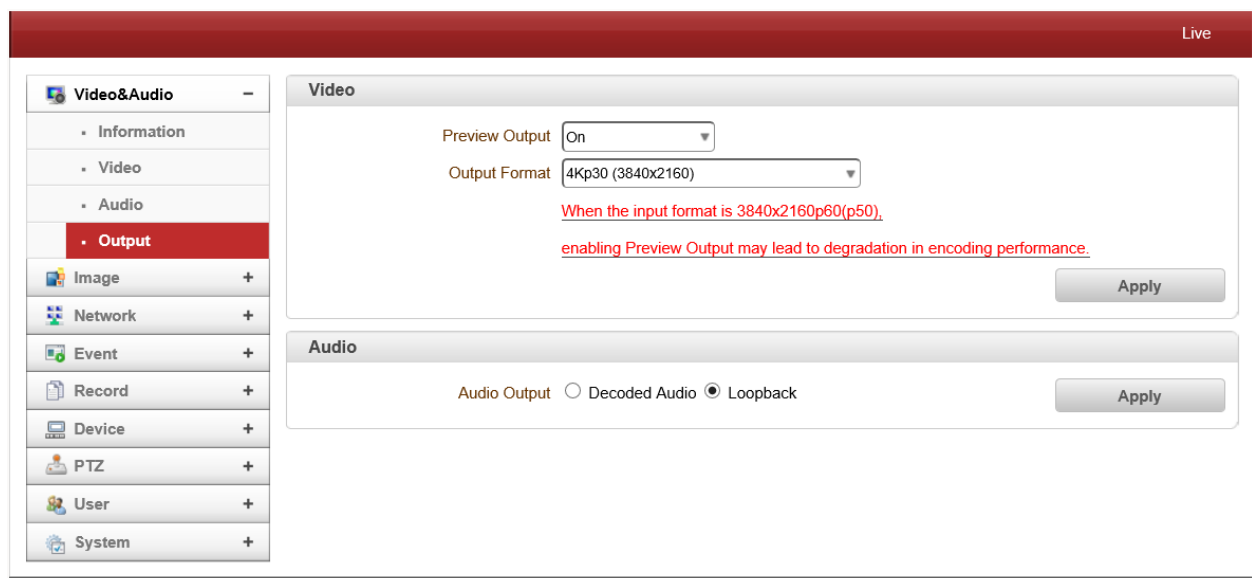 Live
Video&Audio −
Information
Video
Audio
Output
Image +
Network +
Event +
Record +
Device +
PTZ +
User +
System +
Video
Preview Output On
Output Format 4Kp30 (3840x2160)
When the input format is 3840x2160p60(p50),
enabling Preview Output may lead to degradation in encoding performance.
Apply
Audio
Audio Output Decoded Audio Loopback
Apply